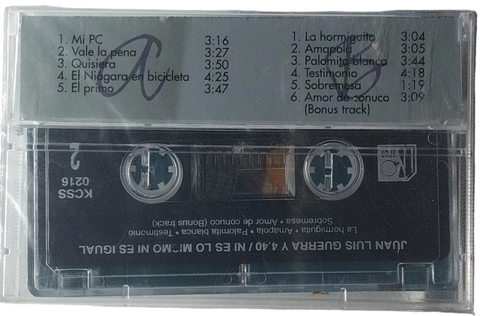 A
1. Mi PC 3:16
2. Vale la pena 3:27
3. Quisiera 3:50
4. El Niágara en bicicleta 4:25
5. El primo 3:47
B
1. La hormiguita 3:04
2. Amapola 3:05
3. Palomita blanca 3:44
4. Testimonio 4:18
5. Sobremesa 1:19
6. Amor de conuco 3:09
(Bonus track)
JUAN LUIS GUERRA Y 4.40 / NI ES LO MISMO NI ES IGUAL
La hormiguita • Amapola • Palomita blanca • Testimonio
Sobremesa • Amor de conuco (Bonus track)
2
KCSS
0216